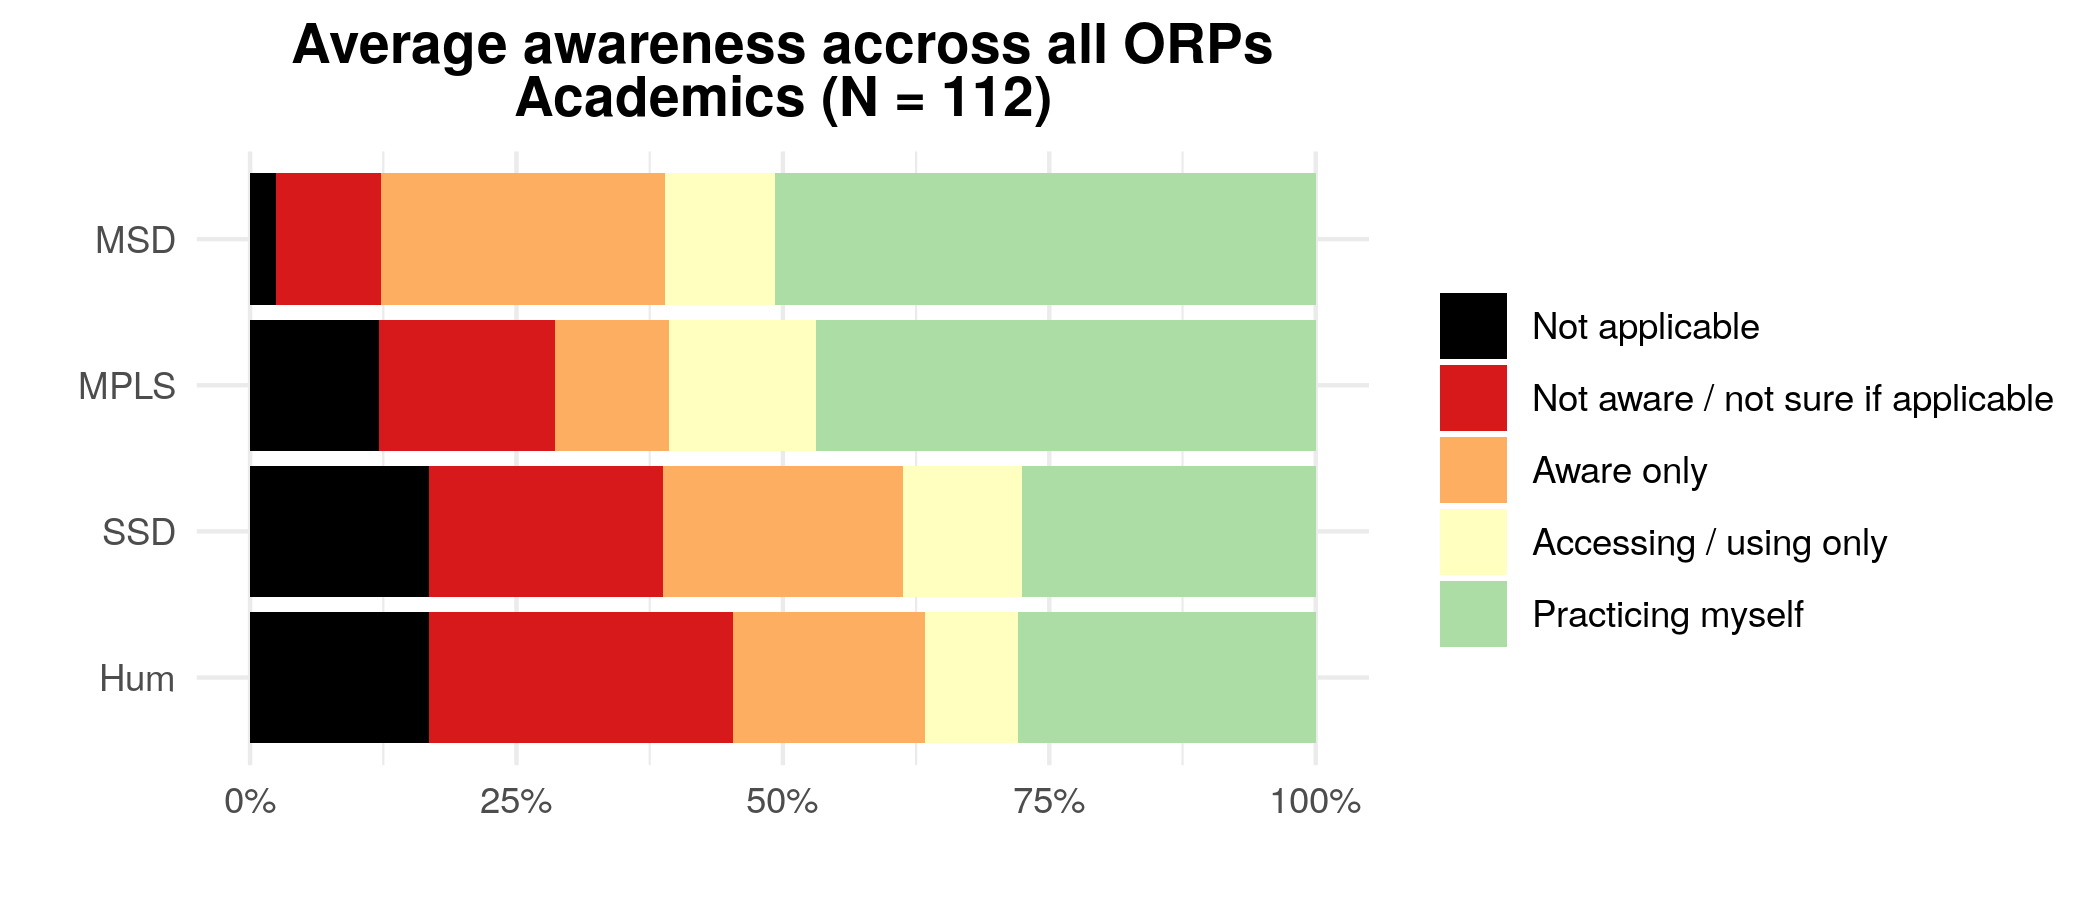 Average awareness accross all ORPs
Academics (N = 112)
MSD
MPLS
SSD
Hum
0%
25%
50%
75%
100%
Not applicable
Not aware / not sure if applicable
Aware only
Accessing / using only
Practicing myself